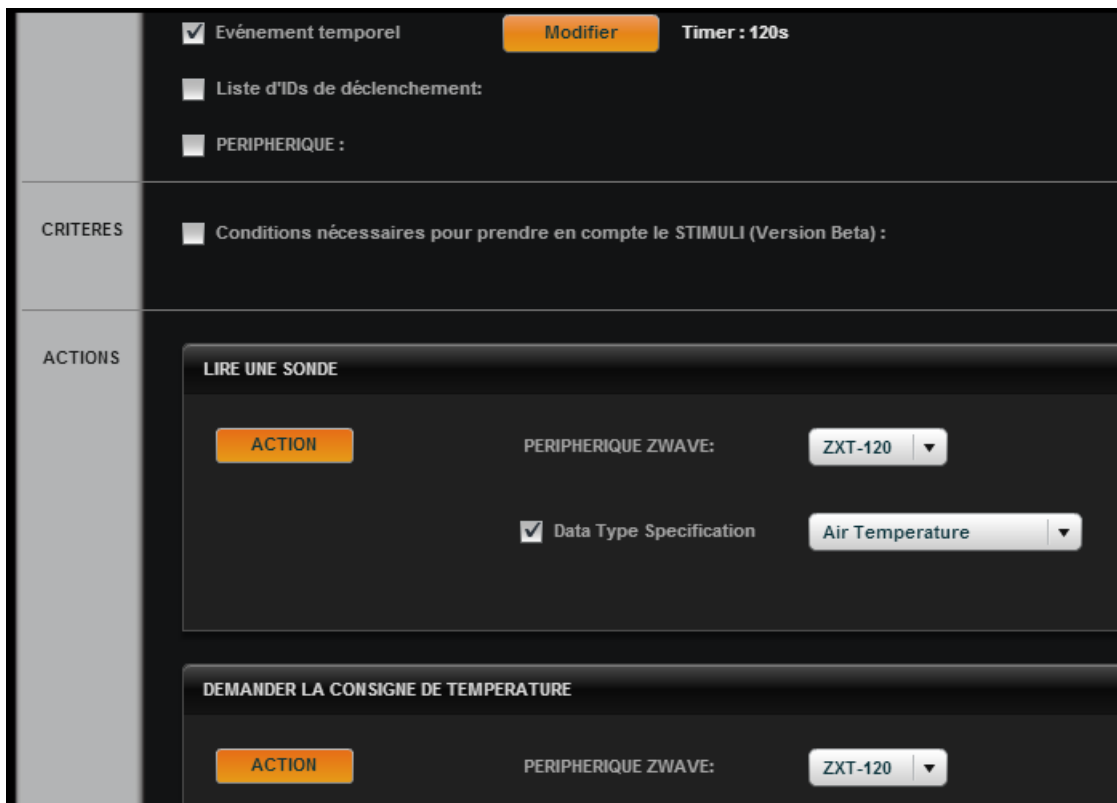 Evénement temporel Modifier Timer : 120s
Liste d'IDs de déclenchement:
PERIPHERIQUE :
CRITERES Conditions nécessaires pour prendre en compte le STIMULI (Version Beta) :
ACTIONS
LIRE UNE SONDE
ACTION PERIPHERIQUE ZWAVE: ZXT-120
Data Type Specification Air Temperature
DEMANDER LA CONSIGNE DE TEMPERATURE
ACTION PERIPHERIQUE ZWAVE: ZXT-120